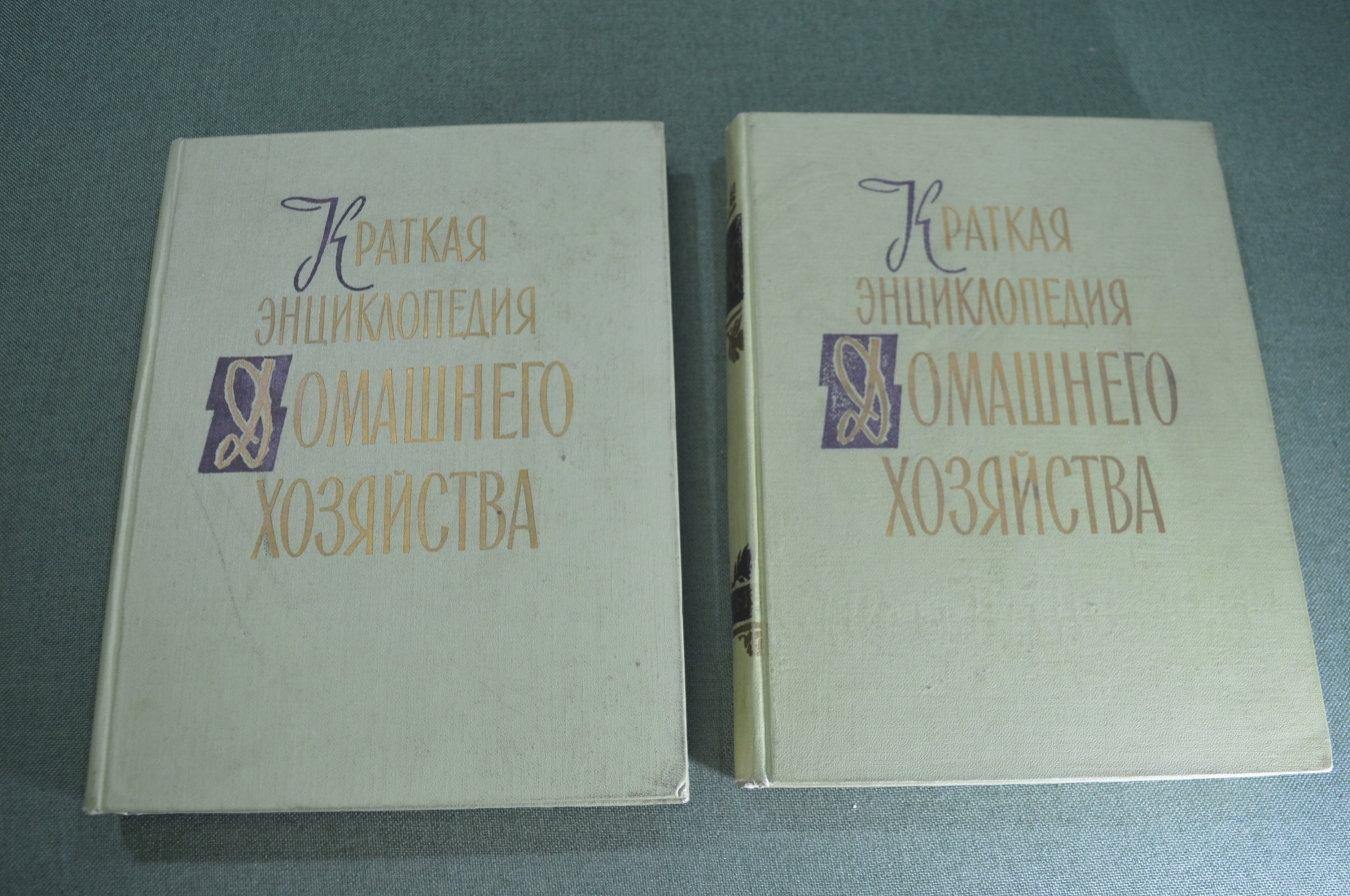 Краткая
энциклопедия
Домашнего
хозяйства
Краткая
энциклопедия
Домашнего
хозяйства